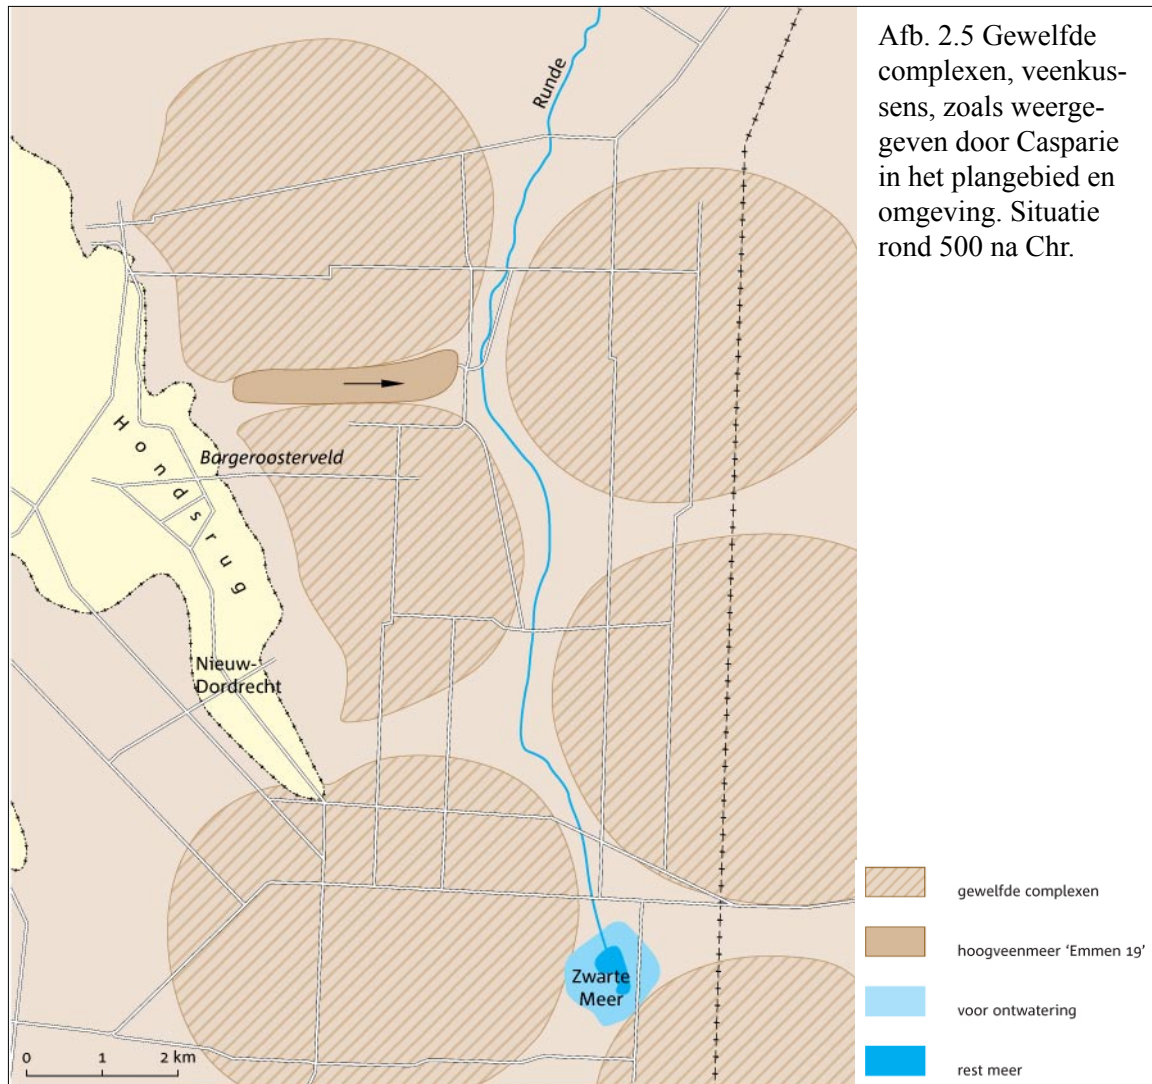 Afb. 2.5 Gewelfde
complexen, veenkus-
sens, zoals weerge-
geven door Casparie
in het plangebied en
omgeving. Situatie
rond 500 na Chr.
Runde
Hondsrug
Bargeroosterveld
Nieuw-
Dordrecht
Zwarte
Meer
0 1 2 km
gewelfde complexen
hoogveenmeer ‘Emmen 19’
voor ontwatering
rest meer